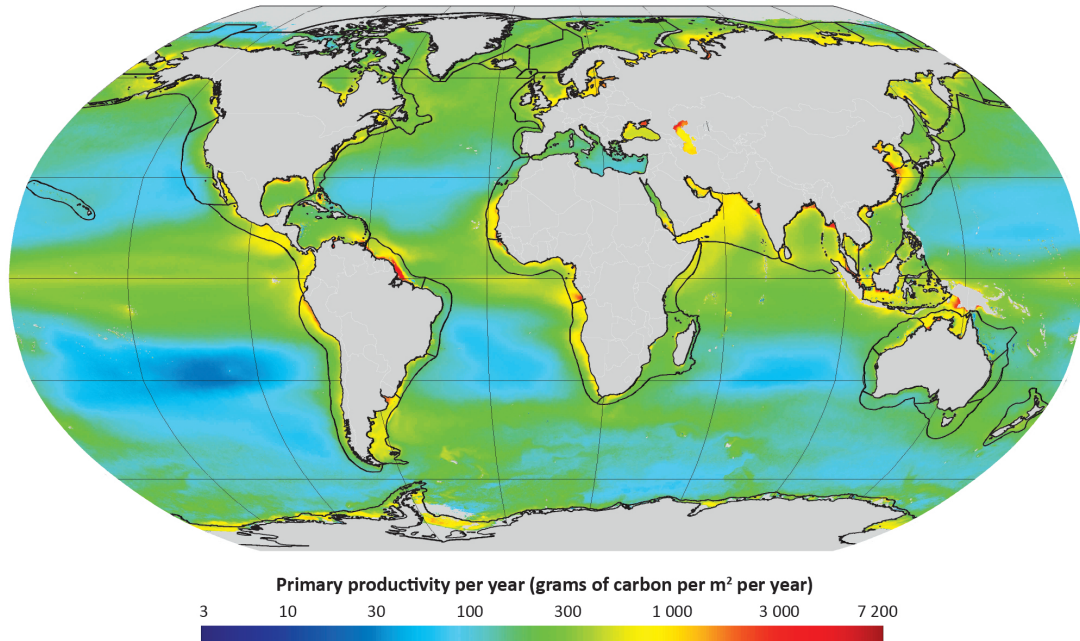 Primary productivity per year (grams of carbon per m² per year)
3 10 30 100 300 1 000 3 000 7 200